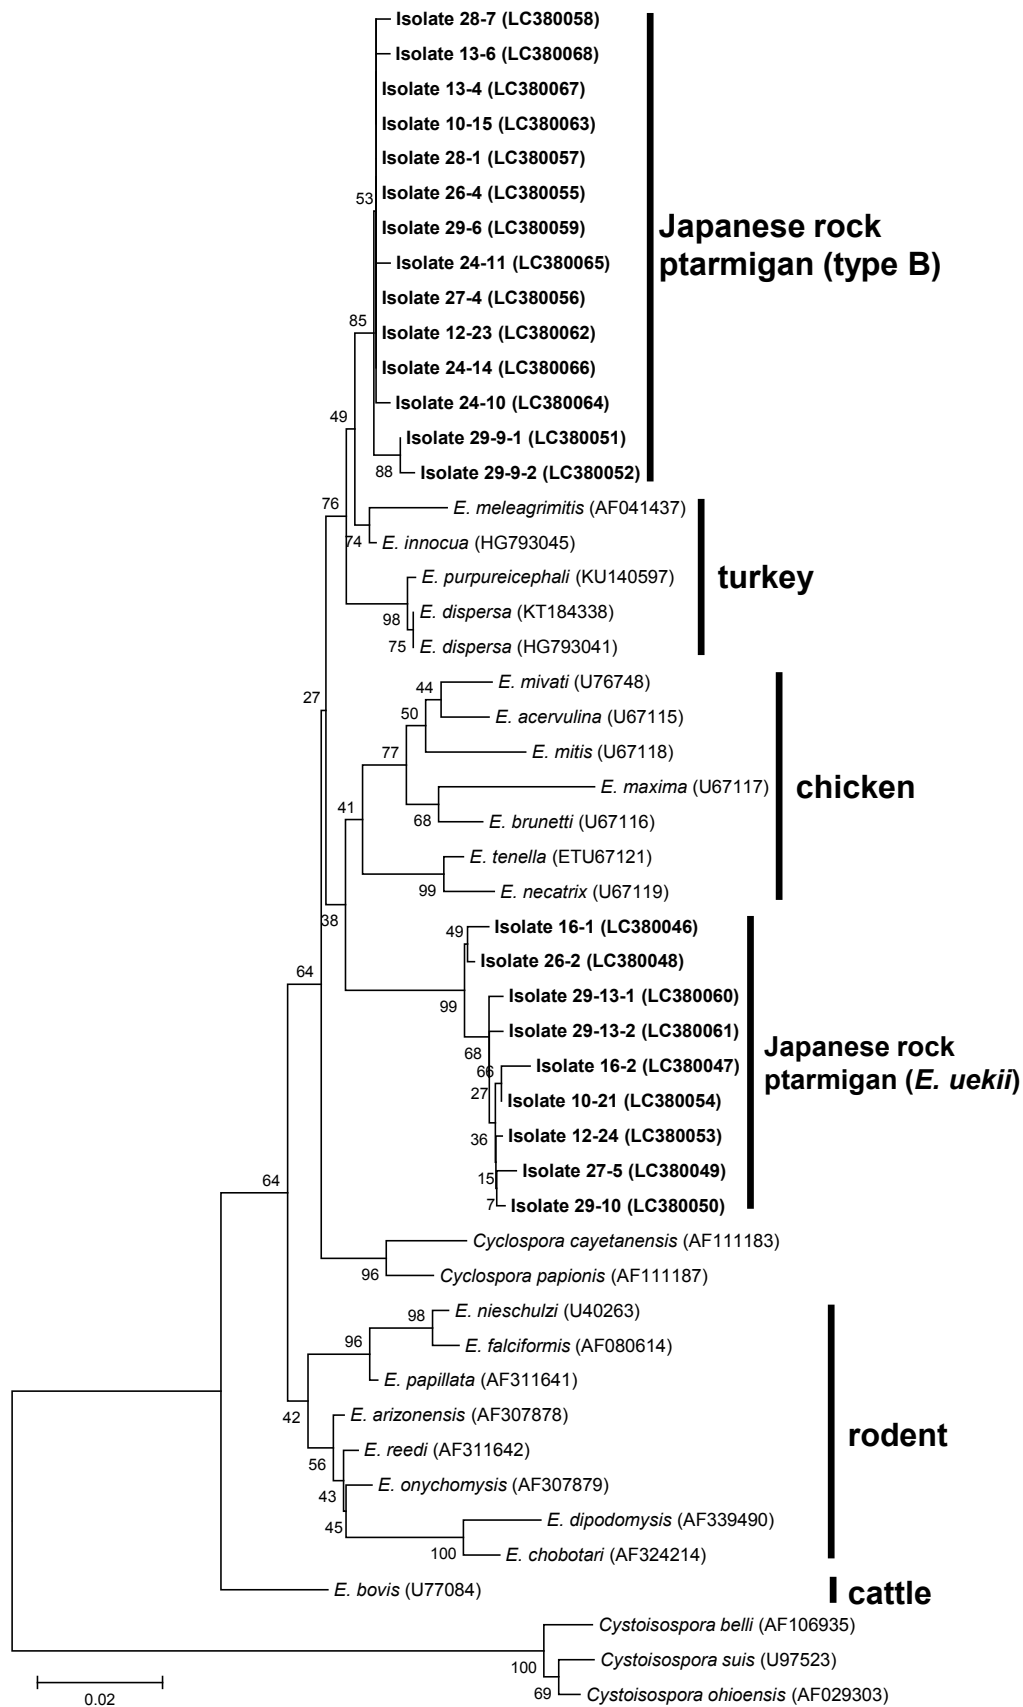 Isolate 28-7 (LC380058)
Isolate 13-6 (LC380068)
Isolate 13-4 (LC380067)
Isolate 10-15 (LC380063)
Isolate 28-1 (LC380057)
Isolate 26-4 (LC380055)
53
Isolate 29-6 (LC380059)
Japanese rock
ptarmigan (type B)
Isolate 24-11 (LC380065)
Isolate 27-4 (LC380056)
85
Isolate 12-23 (LC380062)
Isolate 24-14 (LC380066)
Isolate 24-10 (LC380064)
49
Isolate 29-9-1 (LC380051)
88
Isolate 29-9-2 (LC380052)
76
E. meleagrimitis (AF041437)
74
E. innocua (HG793045)
E. purpureicephali (KU140597)
turkey
98
E. dispersa (KT184338)
75
E. dispersa (HG793041)
27
44
E. mivati (U76748)
50
E. acervulina (U67115)
77
E. mitis (U67118)
E. maxima (U67117)
chicken
41
68
E. brunetti (U67116)
E. tenella (ETU67121)
99
E. necatrix (U67119)
38
49
Isolate 16-1 (LC380046)
Isolate 26-2 (LC380048)
64
99
Isolate 29-13-1 (LC380060)
Isolate 29-13-2 (LC380061)
68
Japanese rock
ptarmigan (E. uekii)
66
Isolate 16-2 (LC380047)
27
Isolate 10-21 (LC380054)
36
Isolate 12-24 (LC380053)
15
Isolate 27-5 (LC380049)
64
7
Isolate 29-10 (LC380050)
Cyclospora cayetanensis (AF111183)
96
Cyclospora papionis (AF111187)
98
E. nieschulzi (U40263)
96
E. falciformis (AF080614)
E. papillata (AF311641)
42
E. arizonensis (AF307878)
rodent
56
E. reedi (AF311642)
43
E. onychomysis (AF307879)
45
E. dipodomysis (AF339490)
100
E. chobotari (AF324214)
E. bovis (U77084)
cattle
Cystoisospora belli (AF106935)
100
Cystoisospora suis (U97523)
69
Cystoisospora ohioensis (AF029303)
0.02